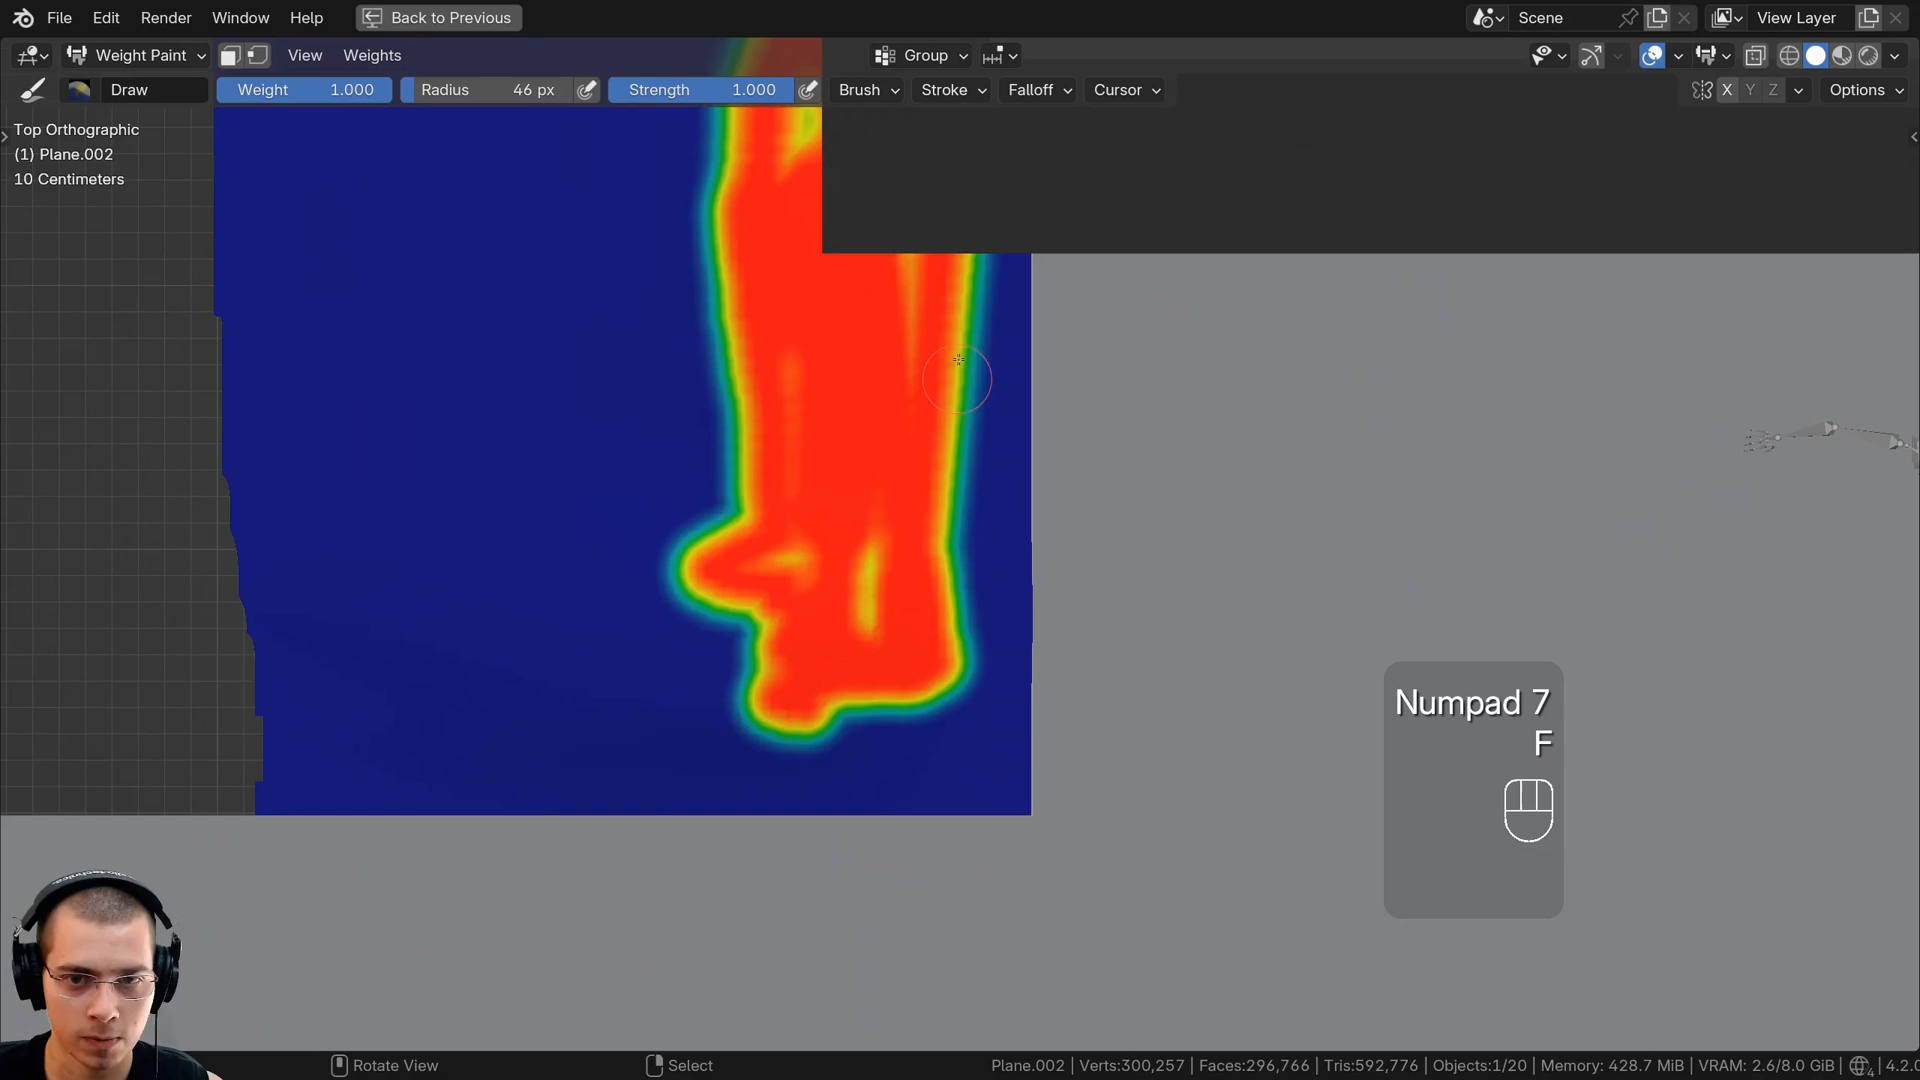 File Edit Render Window Help Back to Previous Scene View Layer
Weight Paint View Weights Group
Draw Weight 1.000 Radius 46 px Strength 1.000 Brush Stroke Falloff Cursor X Y Z Options
Top Orthographic
(1) Plane.002
10 Centimeters
Numpad 7
F
Rotate View Select Plane.002 | Verts:300,257 | Faces:296,766 | Tris:592,776 | Objects:1/20 | Memory: 428.7 MiB | VRAM: 2.6/8.0 GiB | 4 4.2.0